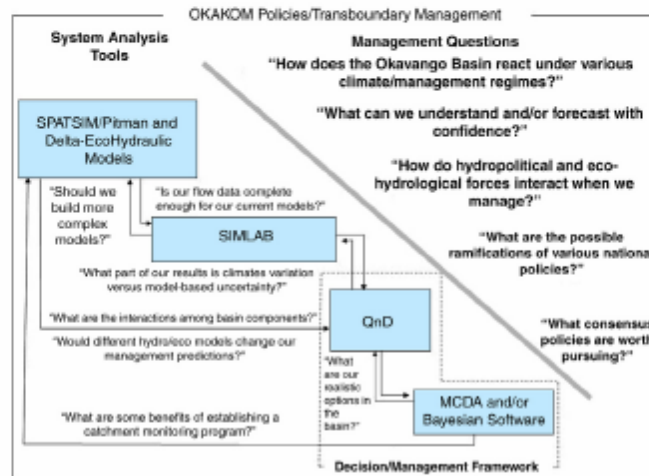 OKAKOM Policies/Transboundary Management
System Analysis
Tools
Management Questions
"How does the Okavango Basin react under various
climate/management regimes?"
"What can we understand and/or forecast with
confidence?"
"How do hydropolitical and eco-
hydrological forces interact when we
manage?"
"What are the possible
ramifications of various national
policies?"
"What consensus
policies are worth
pursuing?"
SPATSIM/Pitman and
Delta-EcoHydraulic
Models
"Should we
build more
complex
models?"
"Is our flow data complete
enough for our current models?"
SIMLAB
"What part of our results is climates variation
versus model-based uncertainty?"
"What are the interactions among basin components?"
QnD
"Would different hydro/eco models change our
management predictions?"
"What
are our
realistic
options in
the
basin?"
"What are some benefits of establishing a
catchment monitoring program?"
MCDA and/or
Bayesian Software
Decision/Management Framework